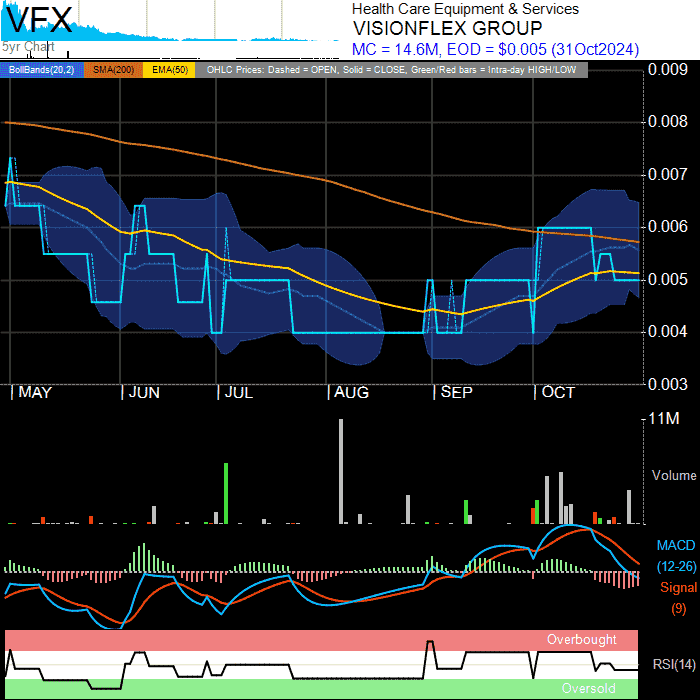 VFX
5yr Chart
Health Care Equipment & Services
VISIONFLEX GROUP
MC = 14.6M, EOD = $0.005 (31Oct2024)
BollBands(20,2) SMA(200) EMA(50) OHLC Prices: Dashed = OPEN, Solid = CLOSE, Green/Red bars = Intra-day HIGH/LOW
0.009
0.008
0.007
0.006
0.005
0.004
0.003
MAY JUN JUL AUG SEP OCT
11M
Volume
MACD
(12-26)
Signal
(9)
Overbought
RSI(14)
Oversold